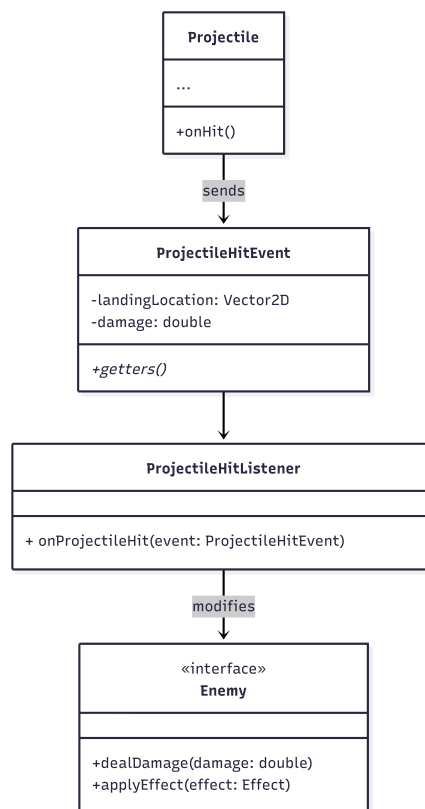 Projectile
...
+onHit()
sends
ProjectileHitEvent
-landingLocation: Vector2D
-damage: double
+getters()
ProjectileHitListener
+ onProjectileHit(event: ProjectileHitEvent)
modifies
«interface»
Enemy
+dealDamage(damage: double)
+applyEffect(effect: Effect)